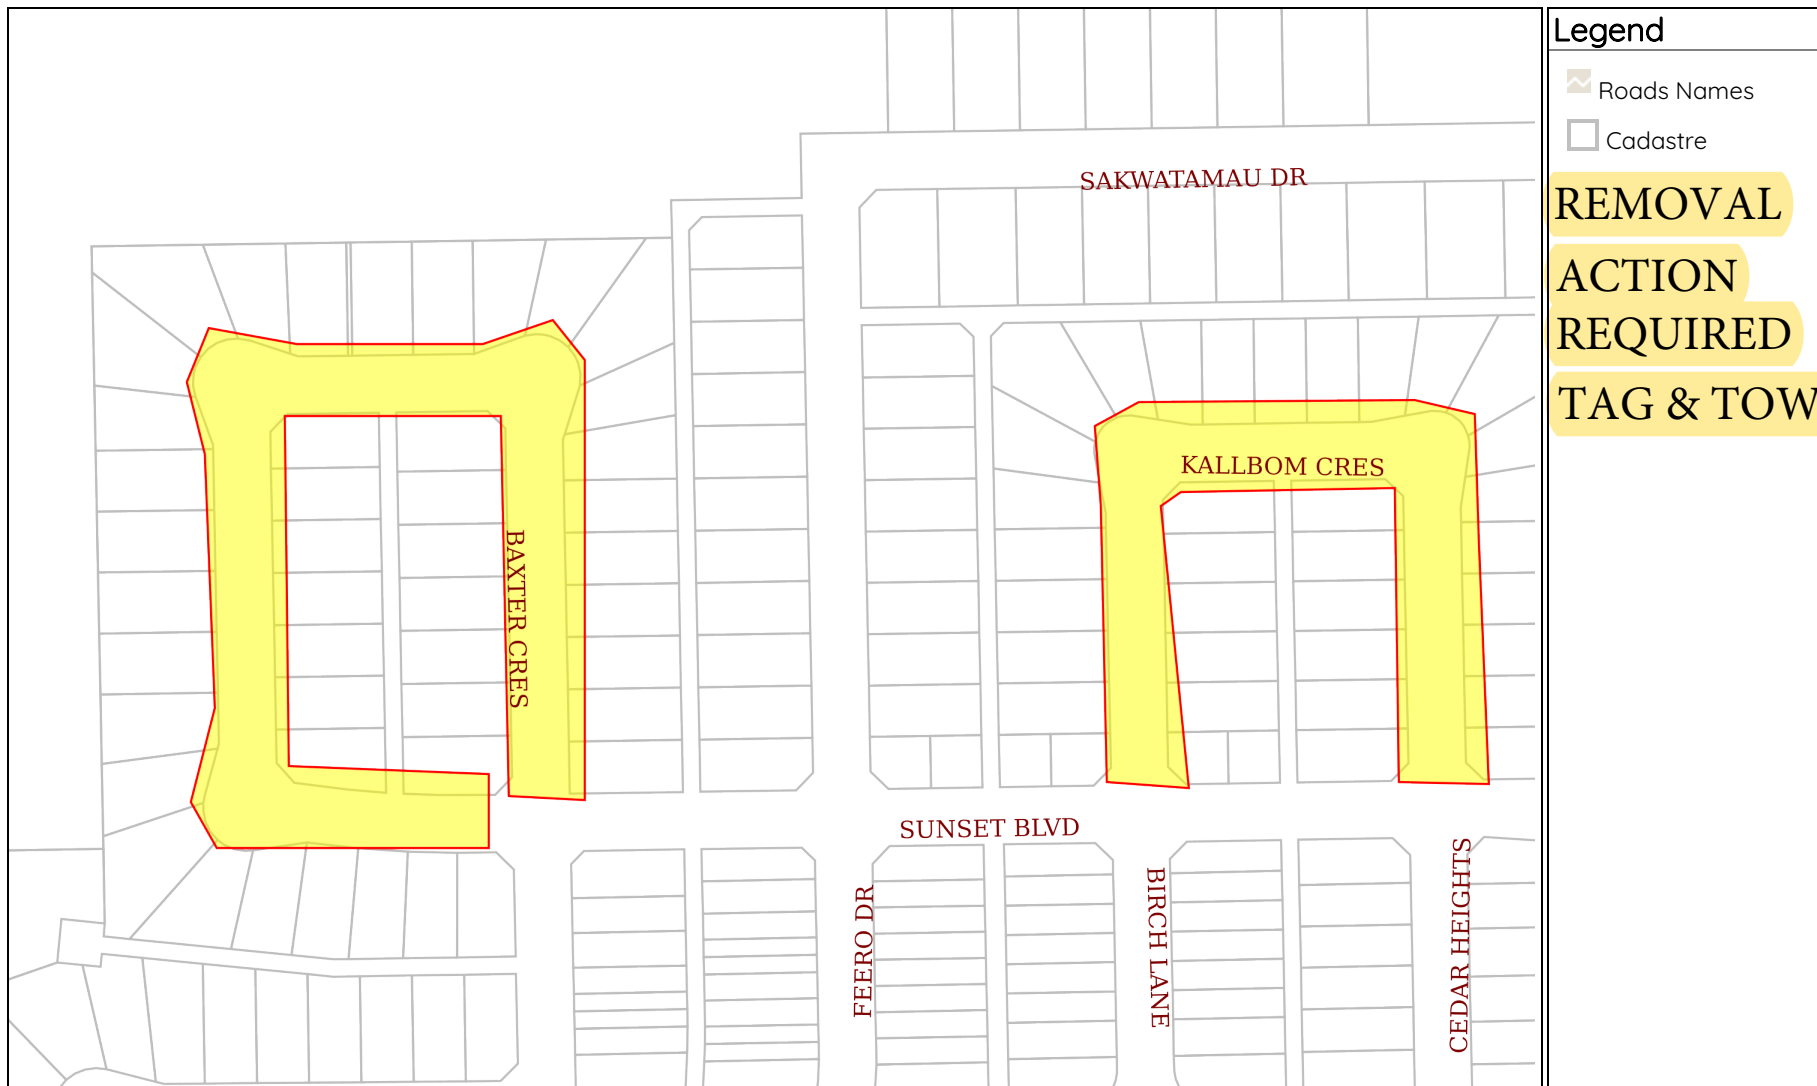 Legend
Roads Names
Cadastre
REMOVAL
ACTION
REQUIRED
TAG & TOW
SAKWATAMAU DR
KALLBOM CRES
BAXTER CRES
SUNSET BLVD
FEERO DR
BIRCH LANE
CEDAR HEIGHTS